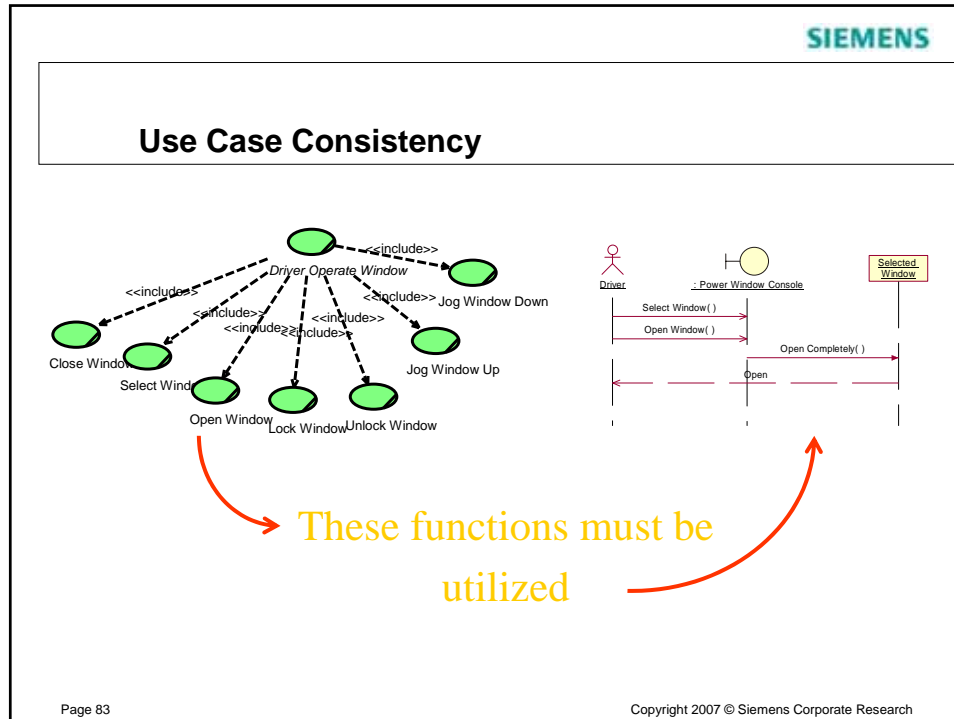 SIEMENS
Use Case Consistency
<<include>>
Driver Operate Window
Jog Window Down
<<include>>
<<include>>
<<include>>
<<include>>
<<include>>
<<include>>
Close Window
Select Window
Jog Window Up
Open Window
Lock Window
Unlock Window
Driver
: Power Window Console
Selected
Window
Select Window( )
Open Window( )
Open Completely( )
Open
These functions must be
utilized
Page 83
Copyright 2007 © Siemens Corporate Research